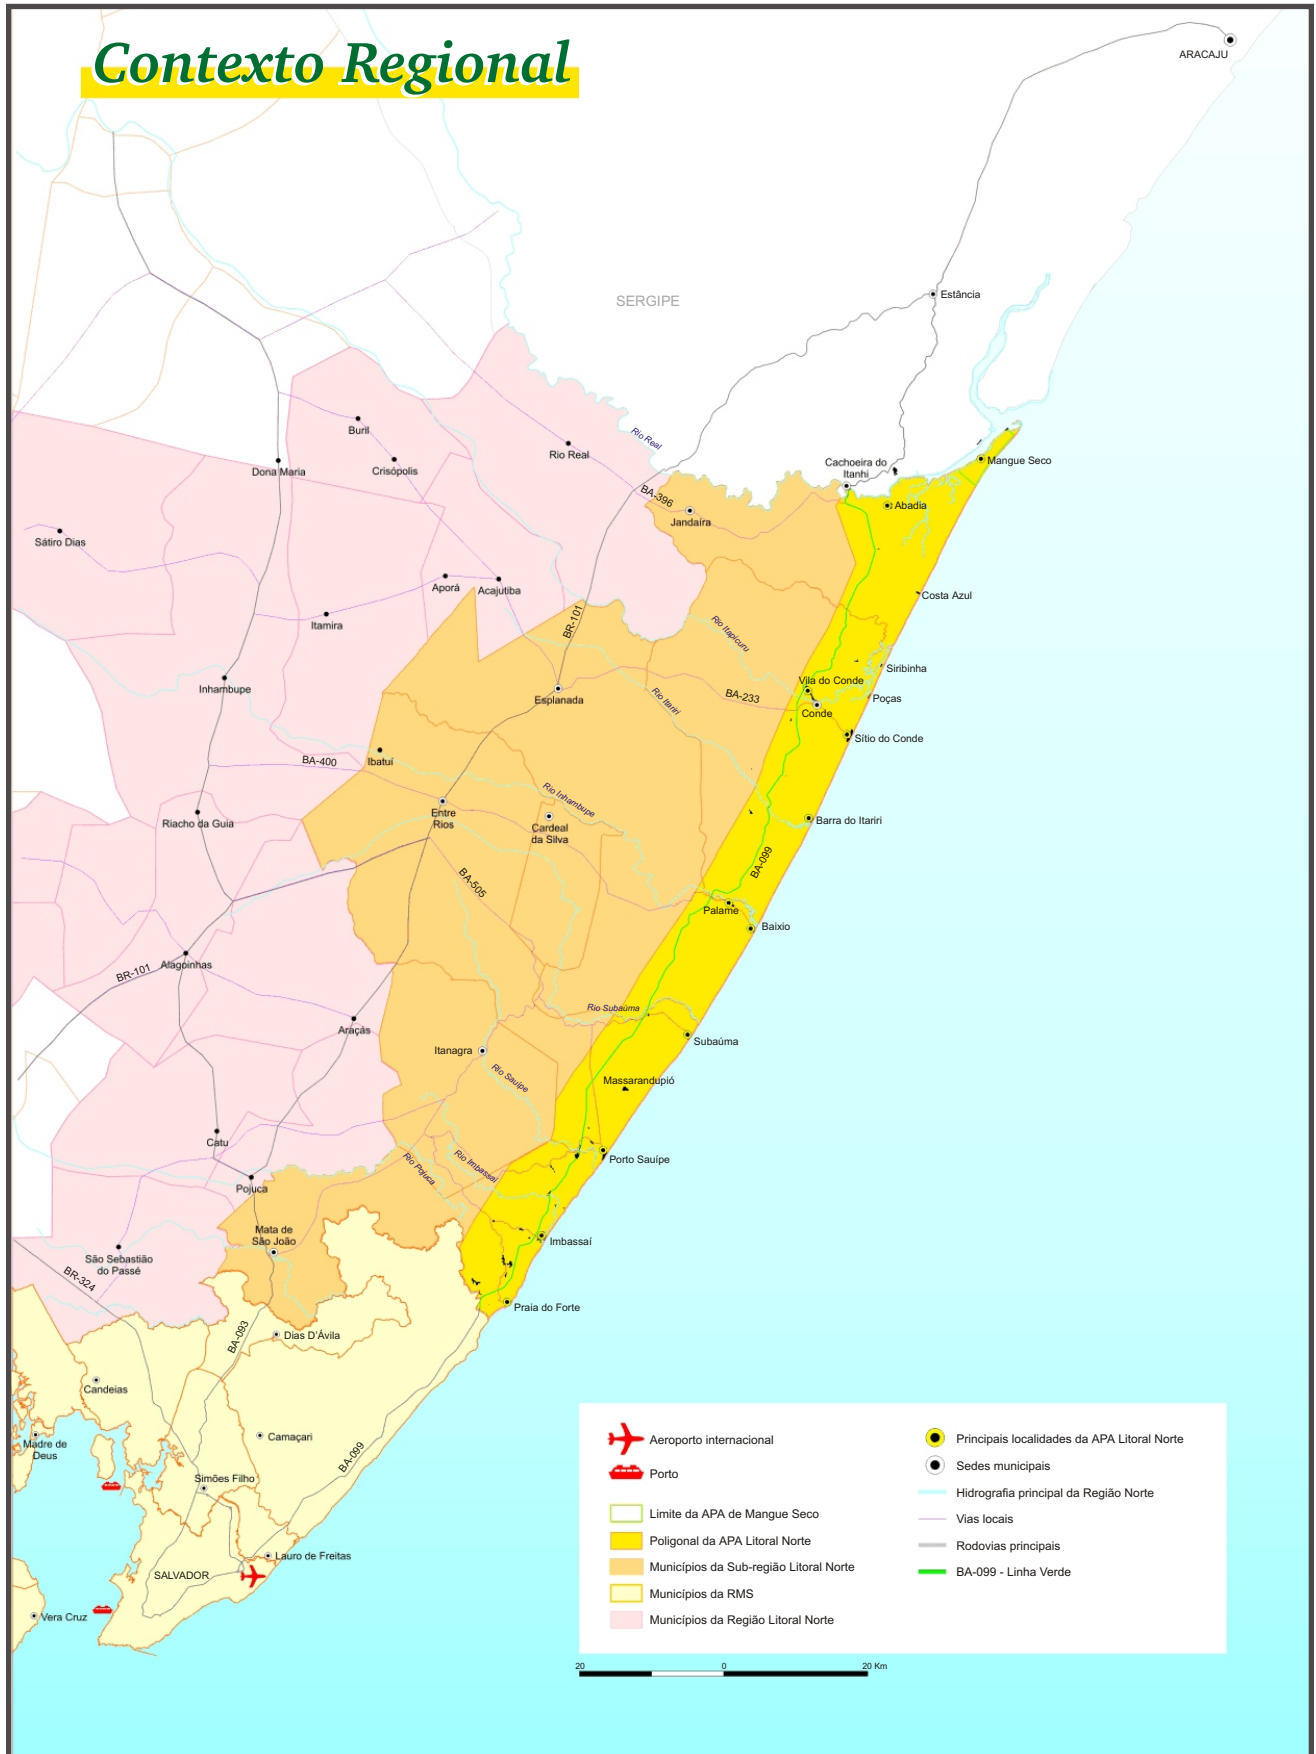 Contexto Regional
ARACAJU
SERGIPE
Estância
Buril
Crisópolis
Dona Maria
Rio Real
Rio Real
Cachoeira do
Itanhi
Mangue Seco
Abadia
BA-396
Jandaíra
Sátiro Dias
Aporá
Acajutiba
Costa Azul
Itamira
BR-101
Rio Itapicuru
Siribinha
Inhambupe
Vila do Conde
Esplanada
Rio Itariri
BA-233
Poças
Conde
Sítio do Conde
Ibatuí
BA-400
Rio Inhambupe
Entre
Rios
Riacho da Guia
Cardeal
da Silva
Barra do Itariri
BA-099
BA-505
Palame
Baixio
Alagoinhas
BR-101
Rio Subaúma
Araçás
Subaúma
Itanagra
Rio Sauípe
Massarandupió
Catu
Porto Sauípe
Rio Pojuca
Rio Imbassaí
Pojuca
Mata de
São João
Imbassaí
São Sebastião
do Passé
BR-324
Praia do Forte
BA-093
Dias D'Ávila
Candeias
Camaçari
Madre de
Deus
BA-099
Simões Filho
Lauro de Freitas
SALVADOR
Vera Cruz
Aeroporto internacional
Porto
Limite da APA de Mangue Seco
Poligonal da APA Litoral Norte
Municípios da Sub-região Litoral Norte
Municípios da RMS
Municípios da Região Litoral Norte
Principais localidades da APA Litoral Norte
Sedes municipais
Hidrografia principal da Região Norte
Vias locais
Rodovias principais
BA-099 - Linha Verde
20 0 20 Km